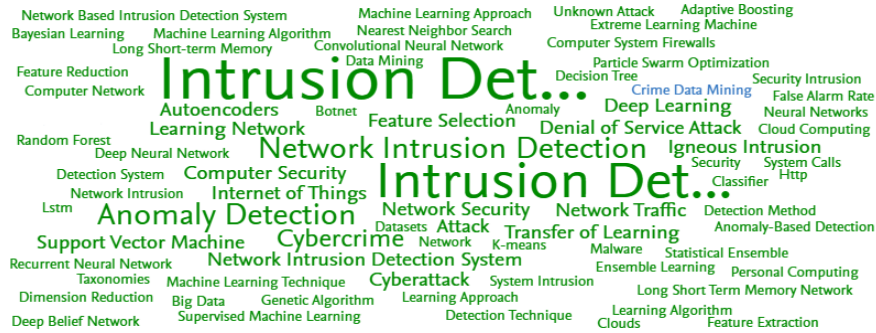 Network Based Intrusion Detection System
Machine Learning Approach
Unknown Attack
Adaptive Boosting
Bayesian Learning
Machine Learning Algorithm
Nearest Neighbor Search
Extreme Learning Machine
Long Short-term Memory
Convolutional Neural Network
Computer System Firewalls
Data Mining
Particle Swarm Optimization
Feature Reduction
Intrusion Det...
Decision Tree
Security Intrusion
Computer Network
Crime Data Mining
False Alarm Rate
Autoencoders
Botnet
Anomaly
Deep Learning
Neural Networks
Learning Network
Feature Selection
Denial of Service Attack
Cloud Computing
Random Forest
Deep Neural Network
Network Intrusion Detection
Igneous Intrusion
Security
System Calls
Detection System
Computer Security
Intrusion Det...
Classifier
Http
Network Intrusion
Internet of Things
Lstm
Anomaly Detection
Network Security
Network Traffic
Detection Method
Datasets
Attack
Transfer of Learning
Anomaly-Based Detection
Support Vector Machine
Cybercrime
Network
K-means
Malware
Statistical Ensemble
Recurrent Neural Network
Network Intrusion Detection System
Ensemble Learning
Personal Computing
Taxonomies
Machine Learning Technique
Cyberattack
System Intrusion
Long Short Term Memory Network
Dimension Reduction
Big Data
Genetic Algorithm
Learning Approach
Learning Algorithm
Deep Belief Network
Supervised Machine Learning
Detection Technique
Clouds
Feature Extraction